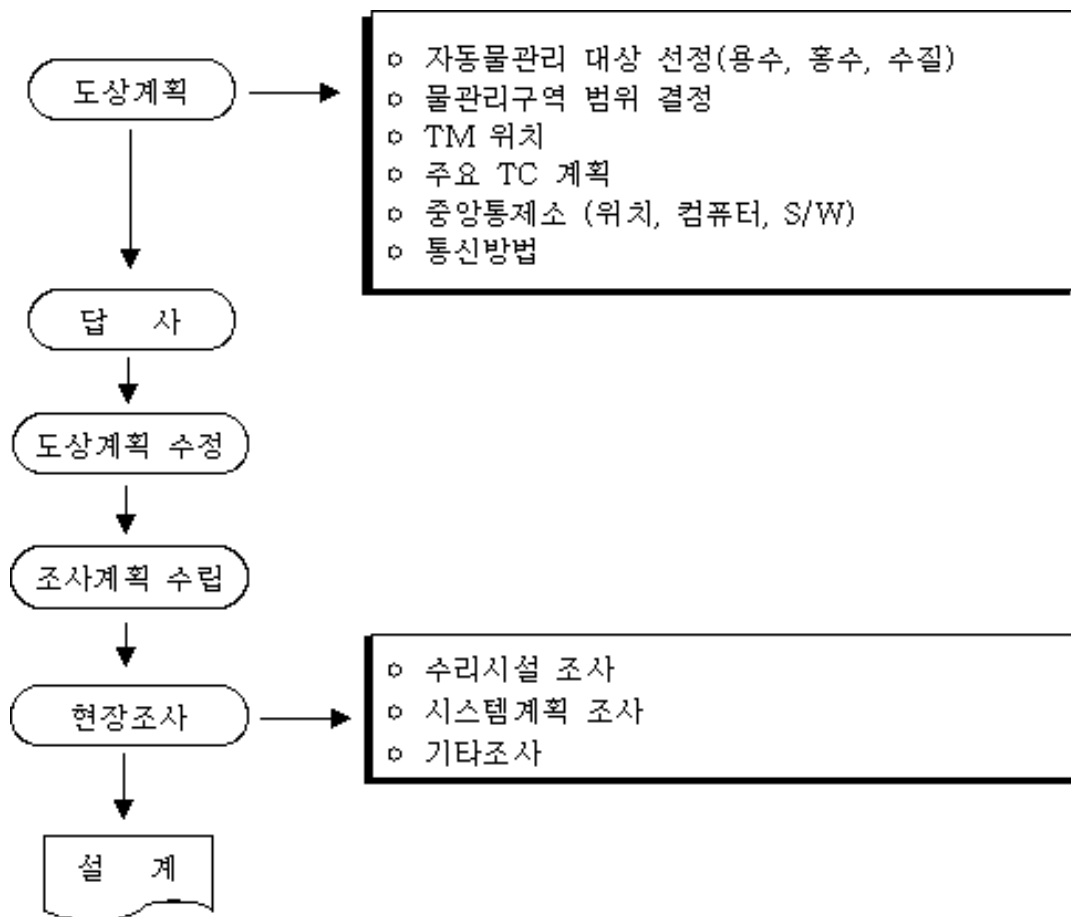 도상계획
o 자동물관리 대상 선정(용수, 홍수, 수질)
o 물관리구역 범위 결정
o TM 위치
o 주요 TC 계획
o 중앙통제소 (위치, 컴퓨터, S/W)
o 통신방법
답 사
도상계획 수정
조사계획 수립
현장조사
o 수리시설 조사
o 시스템계획 조사
o 기타조사
설 계